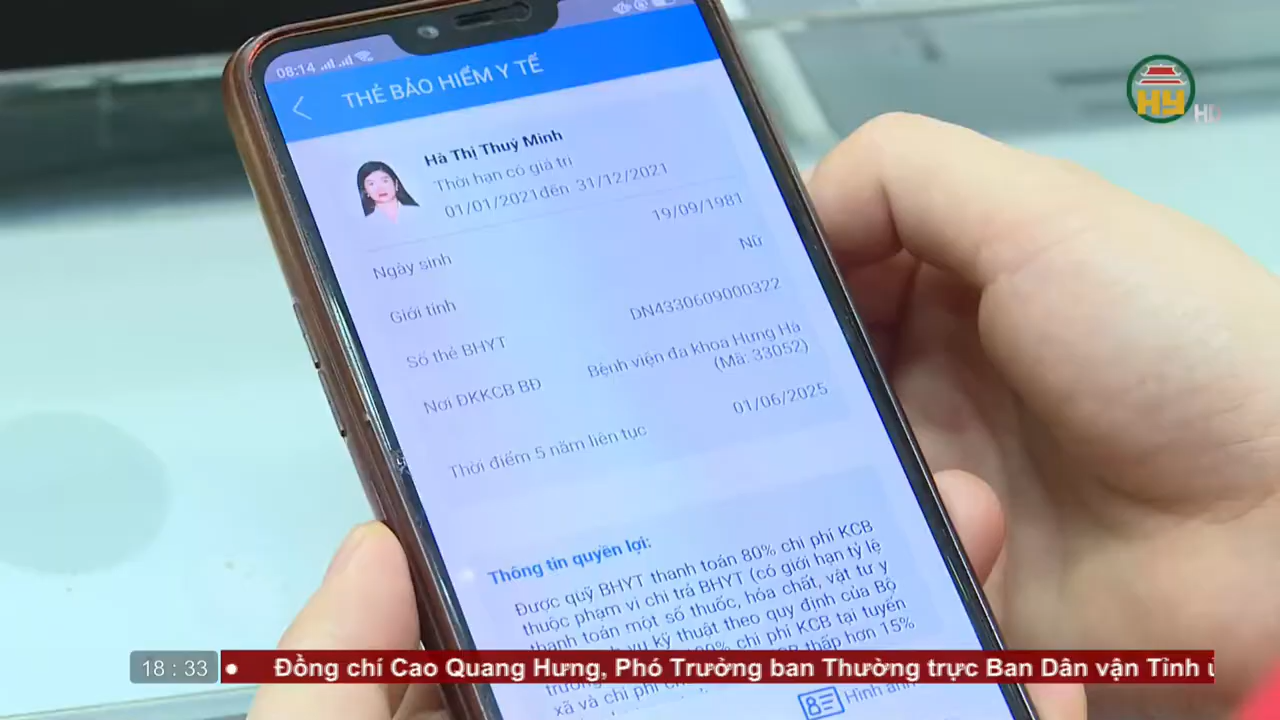 08:14
THẺ BẢO HIỂM Y TẾ
HY HD
Hà Thị Thuý Minh
Thời hạn có giá trị
01/01/2021 đến 31/12/2021
Ngày sinh 19/09/1981
Giới tính Nữ
Số thẻ BHYT DN4330609000322
Nơi ĐKKCB BĐ Bệnh viện đa khoa Hưng Hà
(Mã: 33052)
Thời điểm 5 năm liên tục 01/06/2025
Thông tin quyền lợi:
Được quỹ BHYT thanh toán 80% chi phí KCB
thuộc phạm vi chi trả BHYT (có giới hạn tỷ lệ
thanh toán một số thuốc, hóa chất, vật tư y
vụ kỹ thuật theo quy định của Bộ
chi phí KCB tại tuyến
thấp hơn 15%
xã và chi phí
Hình ảnh
18 : 33 Đồng chí Cao Quang Hưng, Phó Trưởng ban Thường trực Ban Dân vận Tỉnh ủ